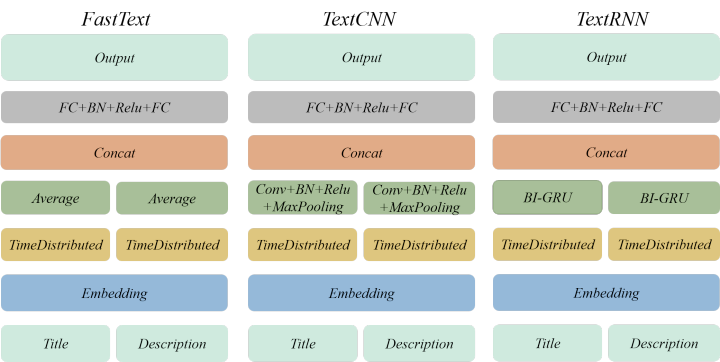 FastText TextCNN TextRNN
Output Output Output
FC+BN+Relu+FC FC+BN+Relu+FC FC+BN+Relu+FC
Concat Concat Concat
Average Average Conv+BN+Relu Conv+BN+Relu BI-GRU BI-GRU
+MaxPooling +MaxPooling
TimeDistributed TimeDistributed TimeDistributed TimeDistributed TimeDistributed TimeDistributed
Embedding Embedding Embedding
Title Description Title Description Title Description